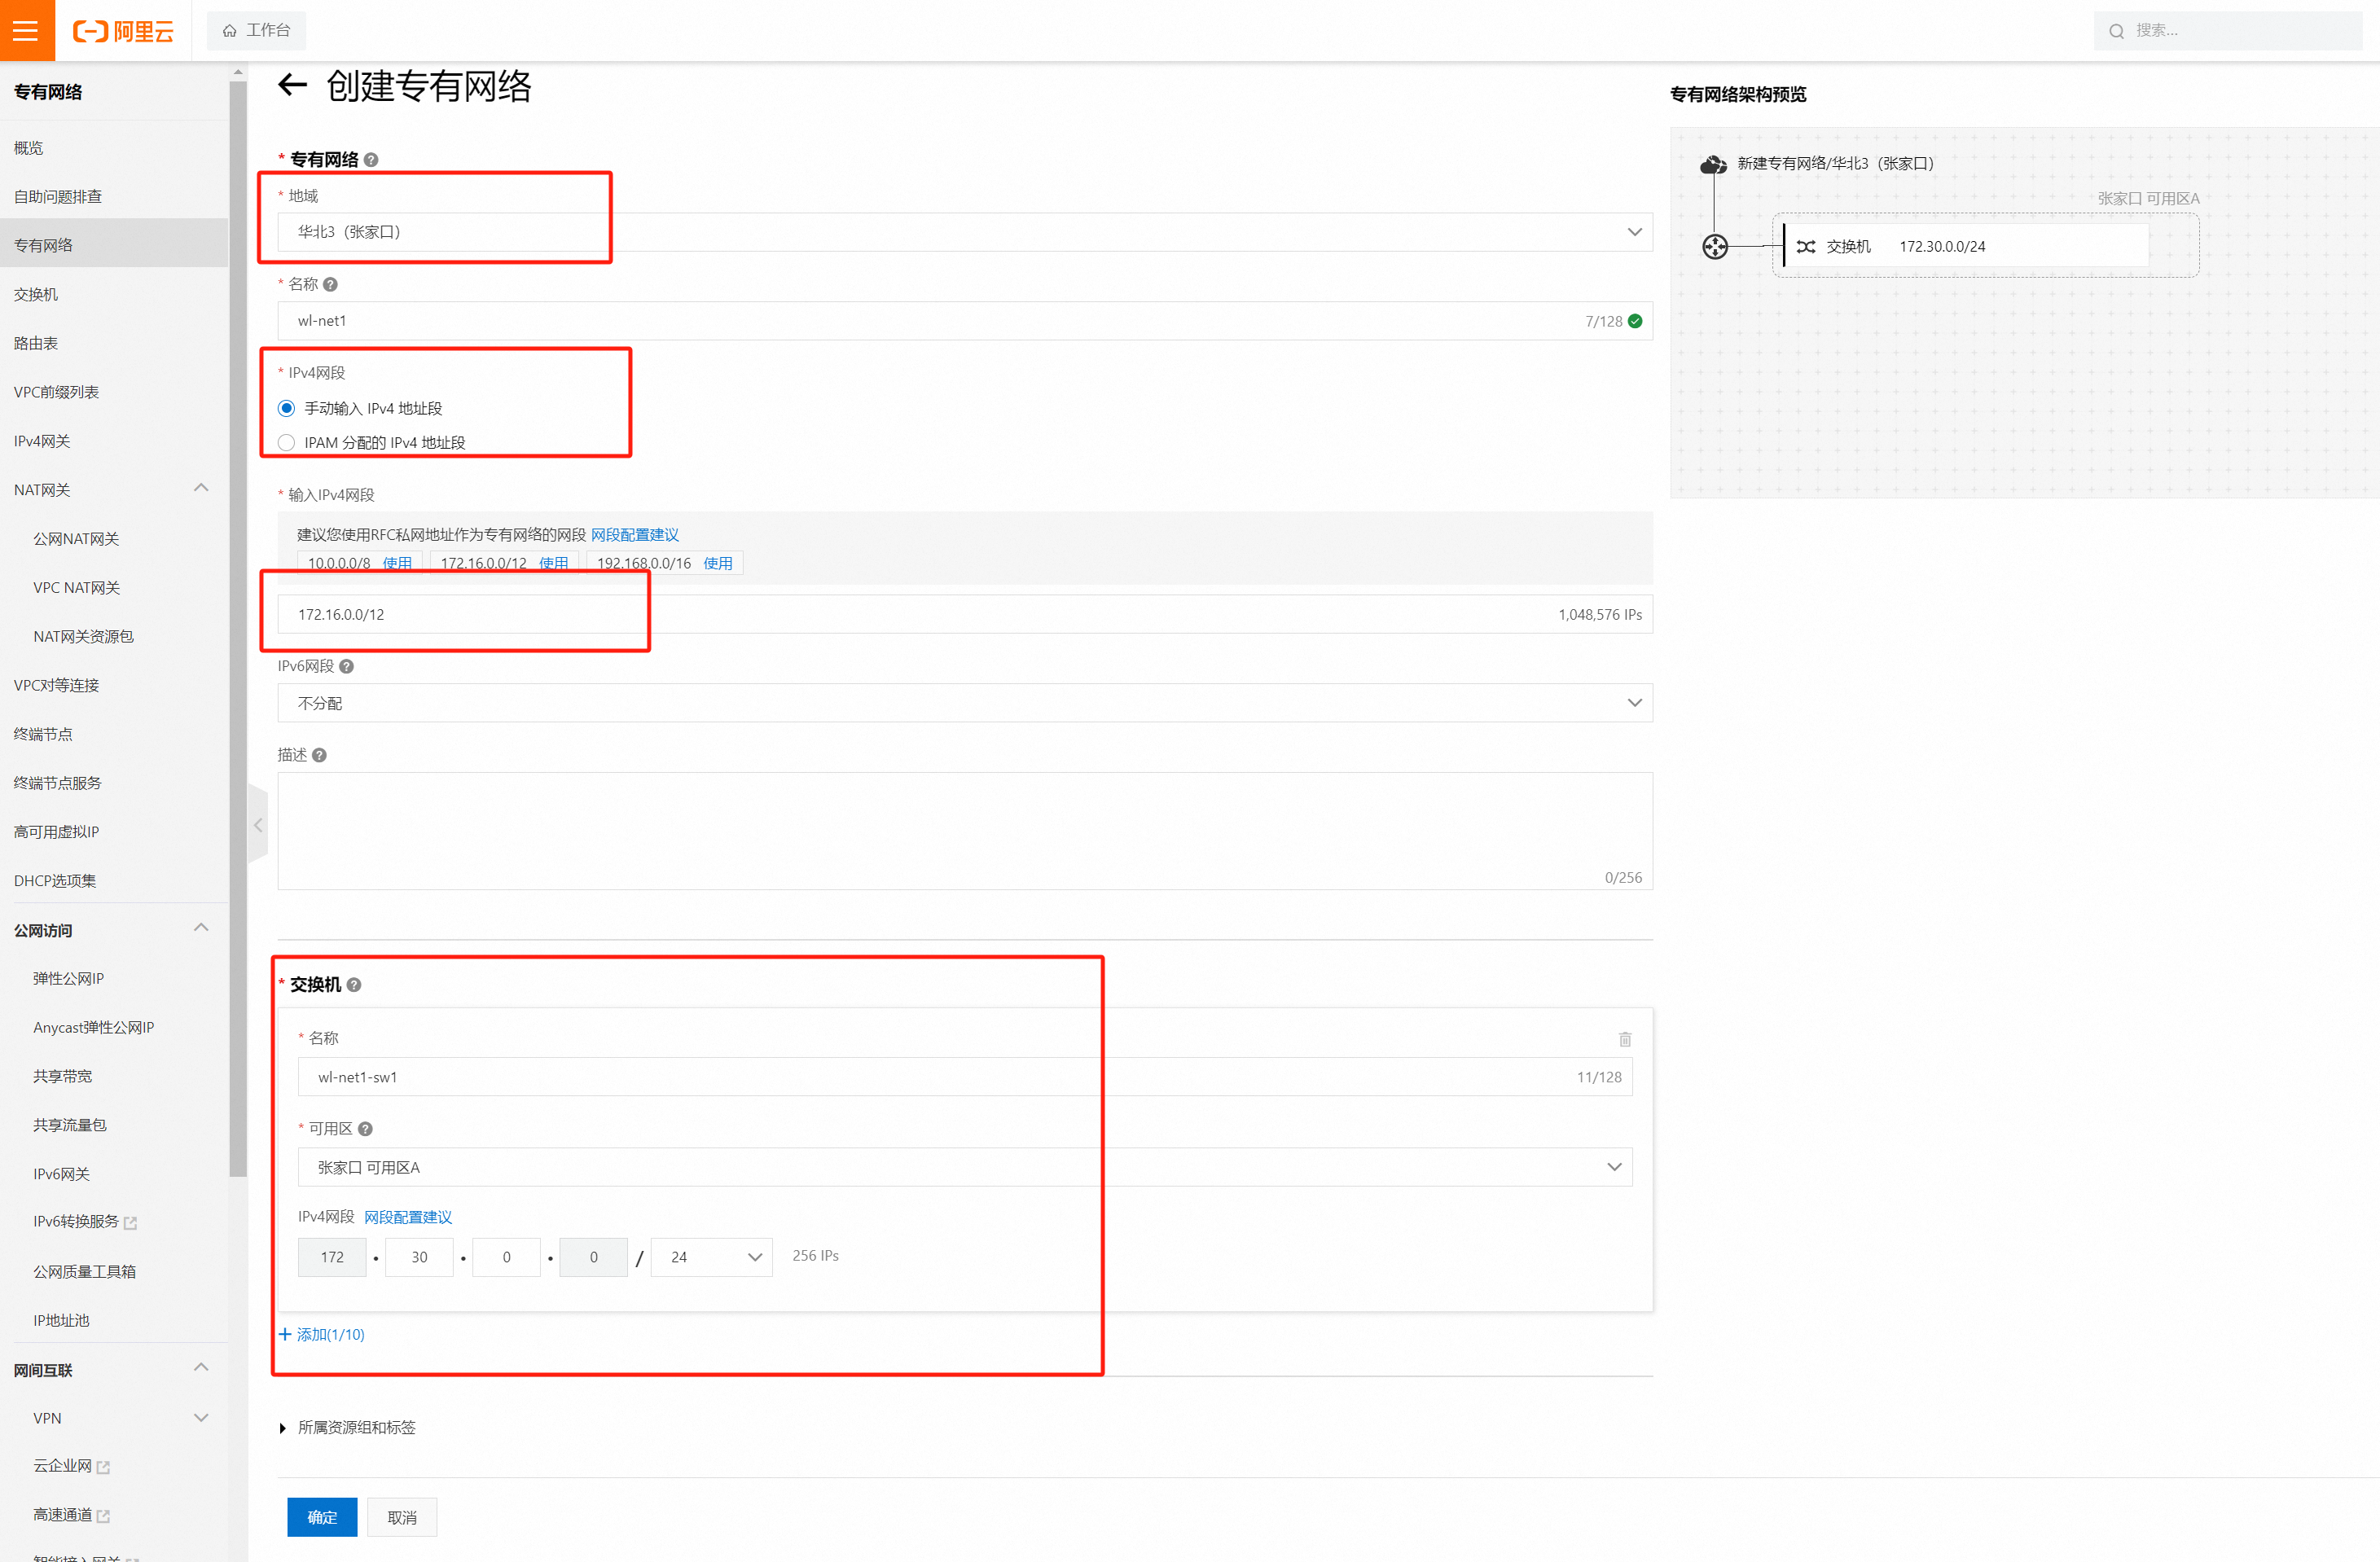 阿里云
工作台
搜索...
专有网络
概览
自助问题排查
专有网络
交换机
路由表
VPC前缀列表
IPv4网关
NAT网关
公网NAT网关
VPC NAT网关
NAT网关资源包
VPC对等连接
终端节点
终端节点服务
高可用虚拟IP
DHCP选项集
公网访问
弹性公网IP
Anycast弹性公网IP
共享带宽
共享流量包
IPv6网关
IPv6转换服务
公网质量工具箱
IP地址池
网间互联
VPN
云企业网
高速通道
智能接入网关
创建专有网络
* 专有网络
* 地域
华北3（张家口）
* 名称
wl-net1
7/128
* IPv4网段
手动输入 IPv4 地址段
IPAM 分配的 IPv4 地址段
* 输入IPv4网段
建议您使用RFC私网地址作为专有网络的网段 网段配置建议
10.0.0.0/8 使用 172.16.0.0/12 使用 192.168.0.0/16 使用
172.16.0.0/12 1,048,576 IPs
IPv6网段
不分配
描述
0/256
* 交换机
* 名称
wl-net1-sw1 11/128
* 可用区
张家口 可用区A
IPv4网段 网段配置建议
172 · 30 · 0 · 0 / 24 256 IPs
+ 添加(1/10)
所属资源组和标签
确定 取消
专有网络架构预览
新建专有网络/华北3（张家口）
张家口 可用区A
交换机 172.30.0.0/24